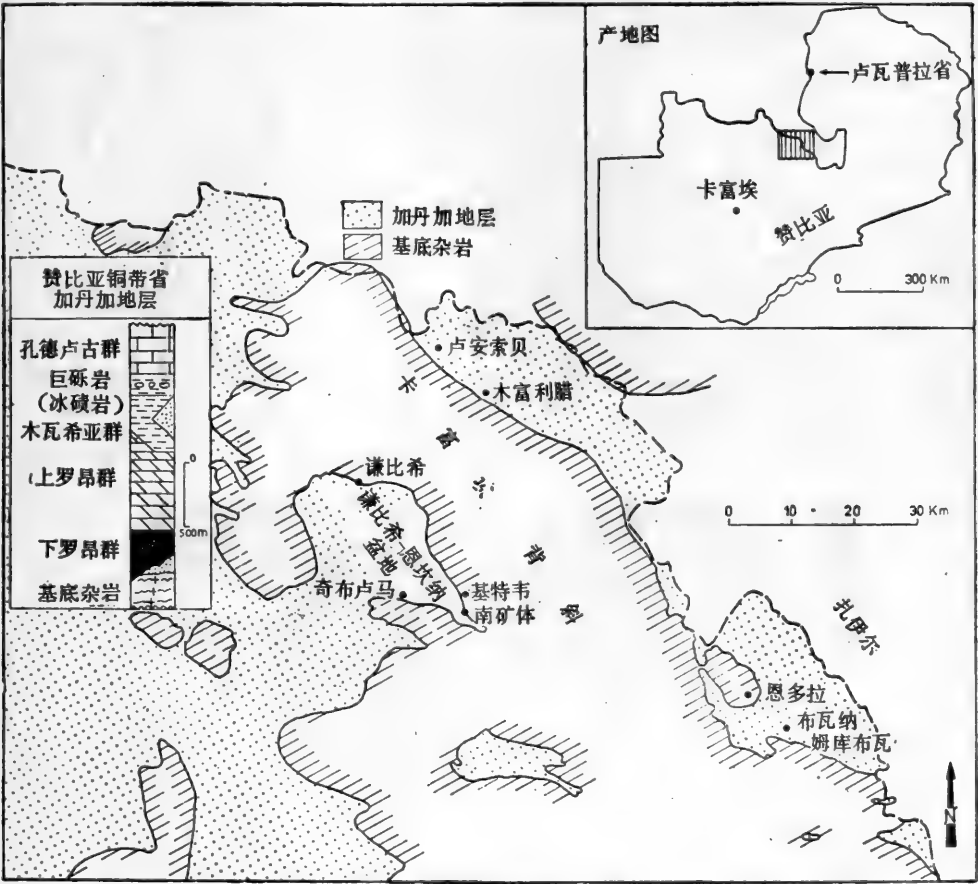 产地图
卢瓦普拉省
卡富埃
赞比亚
0 300 Km
加丹加地层
基底杂岩
赞比亚铜带省
加丹加地层
孔德卢古群
巨砾岩
(冰碛岩)
木瓦希亚群
上罗昂群
下罗昂群
基底杂岩
0
500m
卢安索贝
木富利腊
卡富公背斜
谦比希
谦比希-恩坎纳
盆地
奇布卢马
基特韦
南矿体
0 10 20 30 Km
扎伊尔
恩多拉
布瓦纳
姆库布瓦
N